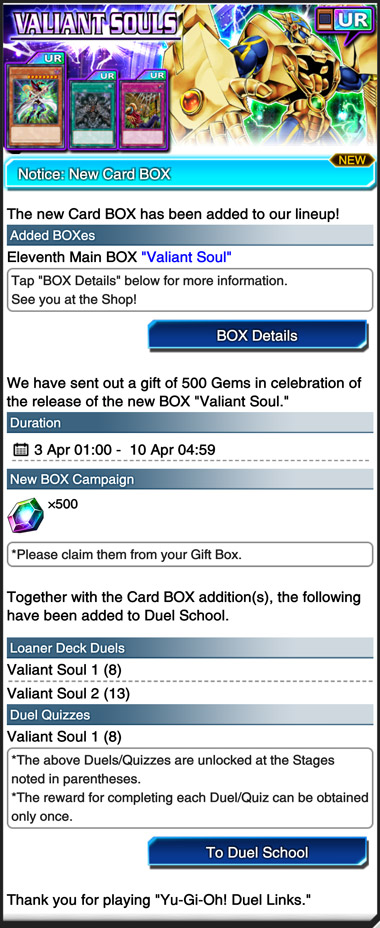 VALIANT SOULS
UR
UR
UR
UR
NEW
Notice: New Card BOX
The new Card BOX has been added to our lineup!
Added BOXes
Eleventh Main BOX "Valiant Soul"
Tap "BOX Details" below for more information.
See you at the Shop!
BOX Details
We have sent out a gift of 500 Gems in celebration of
the release of the new BOX "Valiant Soul."
Duration
3 Apr 01:00 - 10 Apr 04:59
New BOX Campaign
×500
*Please claim them from your Gift Box.
Together with the Card BOX addition(s), the following
have been added to Duel School.
Loaner Deck Duels
Valiant Soul 1 (8)
Valiant Soul 2 (13)
Duel Quizzes
Valiant Soul 1 (8)
*The above Duels/Quizzes are unlocked at the Stages
noted in parentheses.
*The reward for completing each Duel/Quiz can be obtained
only once.
To Duel School
Thank you for playing "Yu-Gi-Oh! Duel Links."